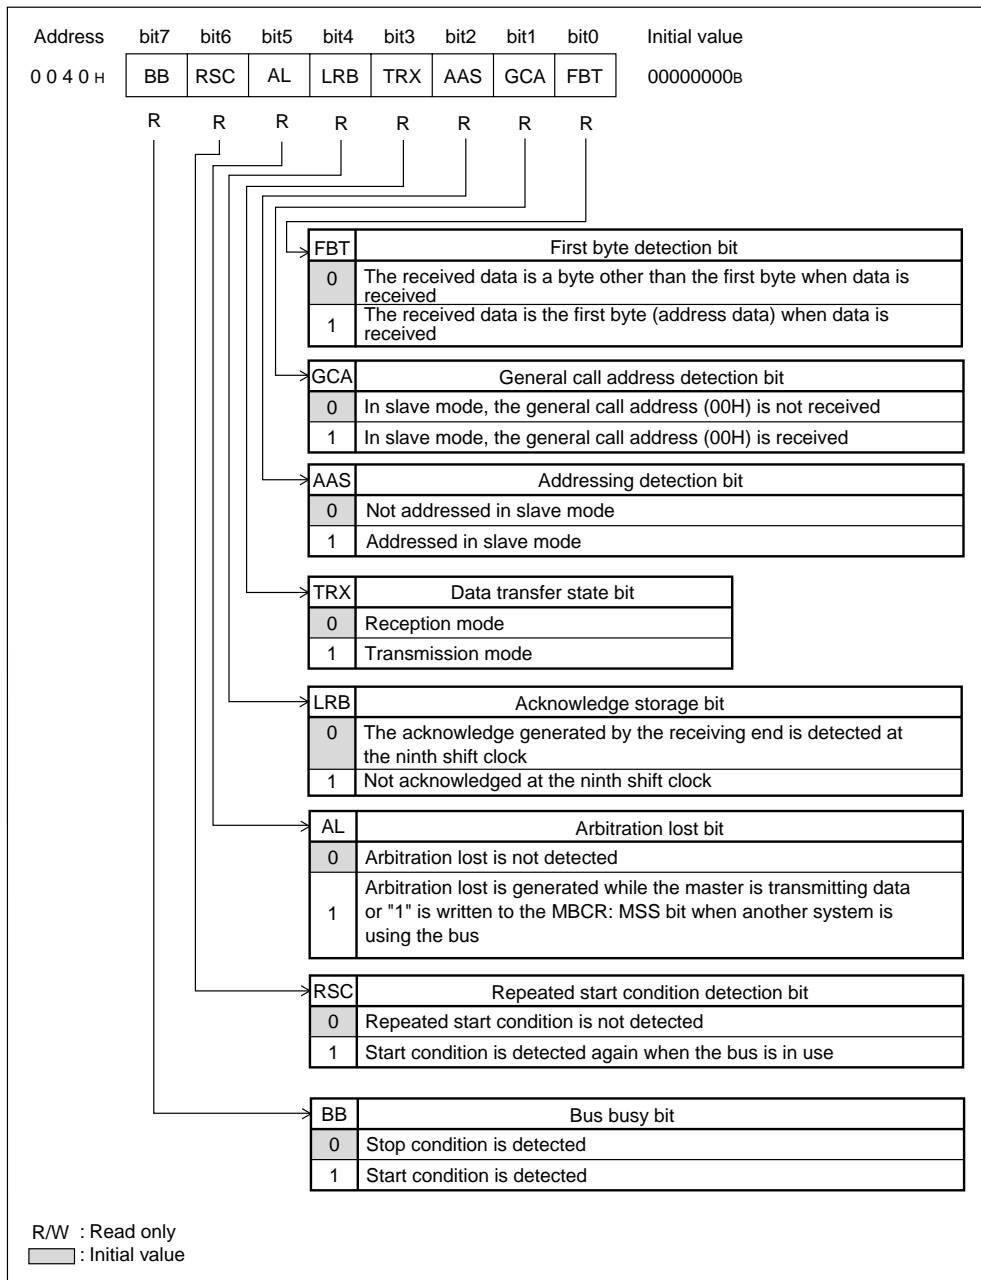 Address bit7 bit6 bit5 bit4 bit3 bit2 bit1 bit0 Initial value
0 0 4 0 H BB RSC AL LRB TRX AAS GCA FBT 00000000B
R R R R R R R R
FBT First byte detection bit
0 The received data is a byte other than the first byte when data is
received
1 The received data is the first byte (address data) when data is
received
GCA General call address detection bit
0 In slave mode, the general call address (00H) is not received
1 In slave mode, the general call address (00H) is received
AAS Addressing detection bit
0 Not addressed in slave mode
1 Addressed in slave mode
TRX Data transfer state bit
0 Reception mode
1 Transmission mode
LRB Acknowledge storage bit
0 The acknowledge generated by the receiving end is detected at
the ninth shift clock
1 Not acknowledged at the ninth shift clock
AL Arbitration lost bit
0 Arbitration lost is not detected
1 Arbitration lost is generated while the master is transmitting data
or "1" is written to the MBCR: MSS bit when another system is
using the bus
RSC Repeated start condition detection bit
0 Repeated start condition is not detected
1 Start condition is detected again when the bus is in use
BB Bus busy bit
0 Stop condition is detected
1 Start condition is detected
R/W : Read only
: Initial value